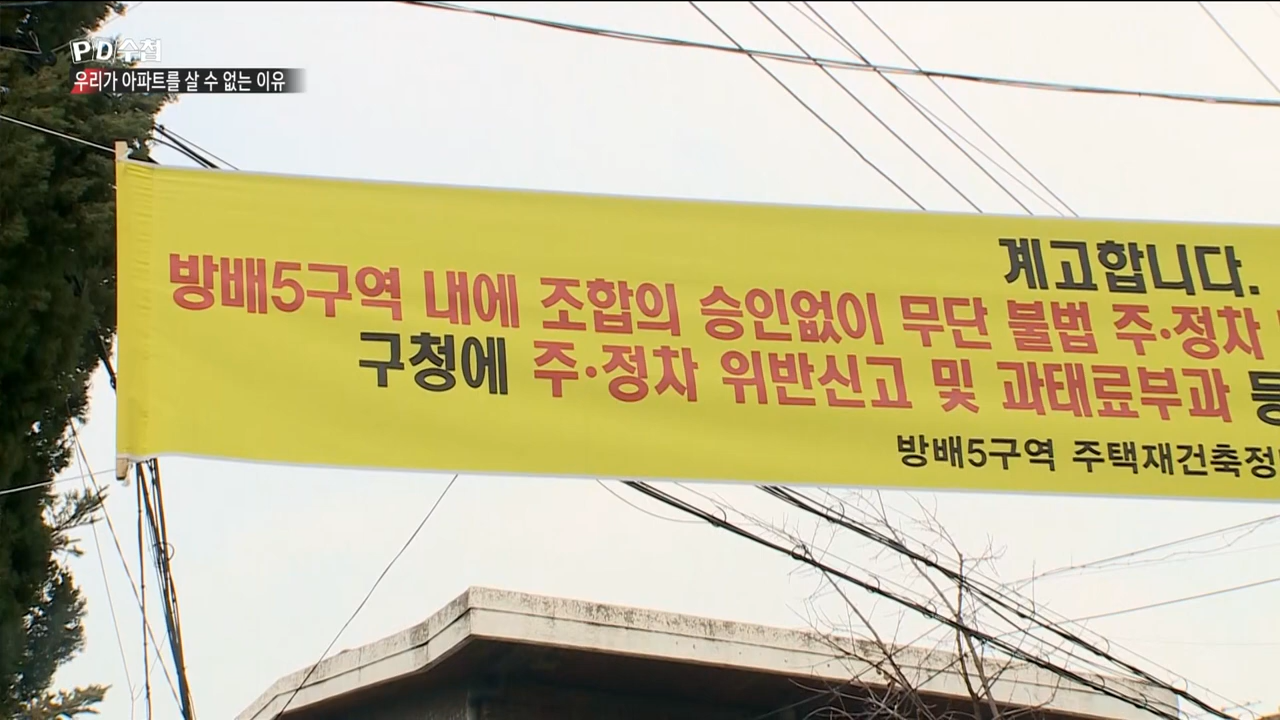 PD수첩
우리가 아파트를 살 수 없는 이유
계고합니다.
방배5구역 내에 조합의 승인없이 무단 불법 주·정차
구청에 주·정차 위반신고 및 과태료부과
방배5구역 주택재건축정